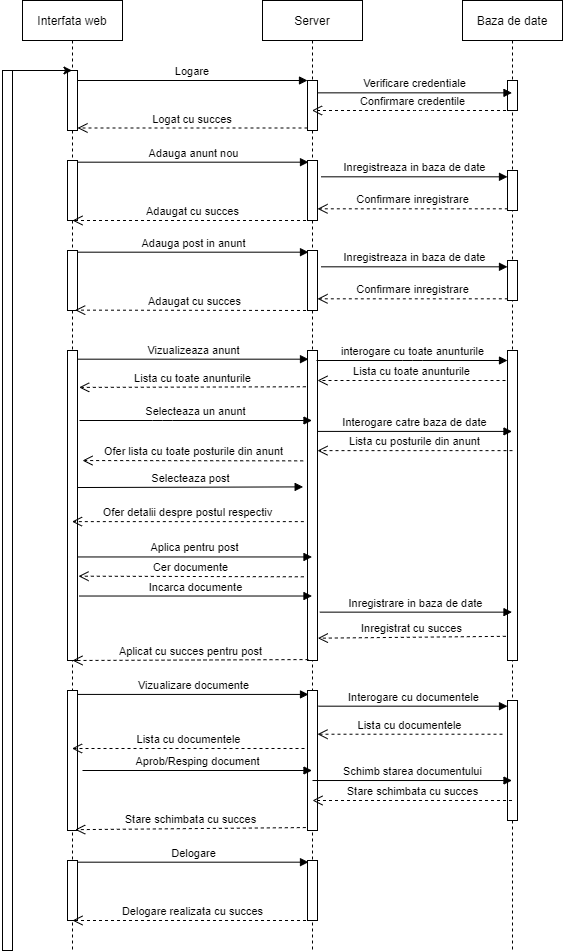 Interfata web
Server
Baza de date
Logare
Verificare credentiale
Confirmare credentile
Logat cu succes
Adauga anunt nou
Inregistreaza in baza de date
Confirmare inregistrare
Adaugat cu succes
Adauga post in anunt
Inregistreaza in baza de date
Confirmare inregistrare
Adaugat cu succes
Vizualizeaza anunt
interogare cu toate anunturile
Lista cu toate anunturile
Lista cu toate anunturile
Selecteaza un anunt
Interogare catre baza de date
Lista cu posturile din anunt
Ofer lista cu toate posturile din anunt
Selecteaza post
Ofer detalii despre postul respectiv
Aplica pentru post
Cer documente
Incarca documente
Inregistrare in baza de date
Inregistrat cu succes
Aplicat cu succes pentru post
Vizualizare documente
Interogare cu documentele
Lista cu documentele
Lista cu documentele
Aprob/Resping document
Schimb starea documentului
Stare schimbata cu succes
Stare schimbata cu succes
Delogare
Delogare realizata cu succes